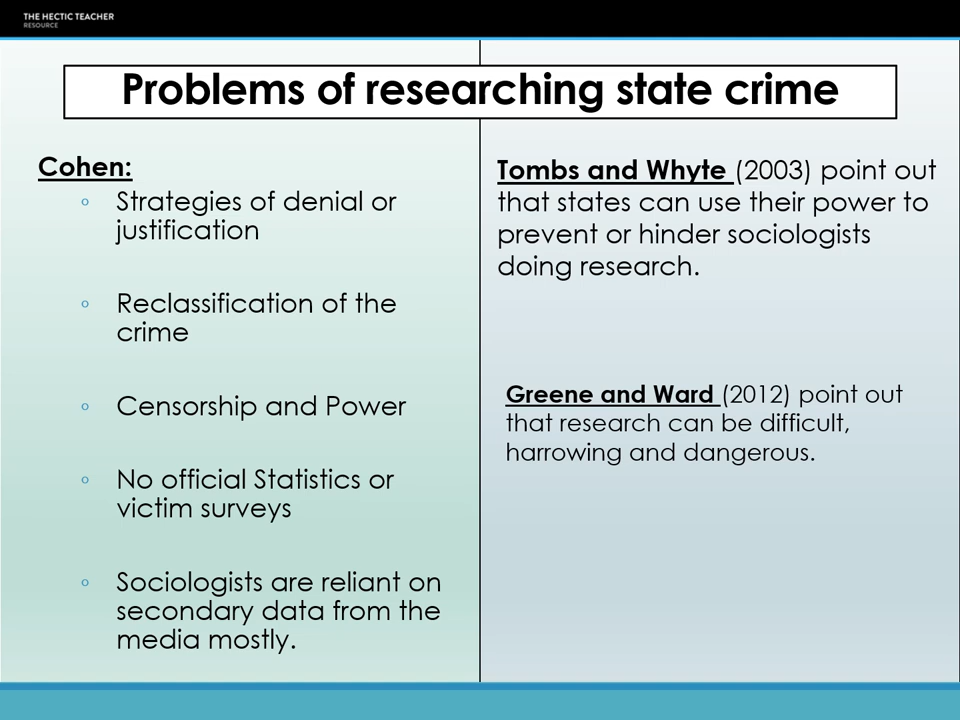 THE HECTIC TEACHER
RESOURCE
Problems of researching state crime
Cohen:
◦ Strategies of denial or
justification
◦ Reclassification of the
crime
◦ Censorship and Power
◦ No official Statistics or
victim surveys
◦ Sociologists are reliant on
secondary data from the
media mostly.
Tombs and Whyte (2003) point out
that states can use their power to
prevent or hinder sociologists
doing research.
Greene and Ward (2012) point out
that research can be difficult,
harrowing and dangerous.